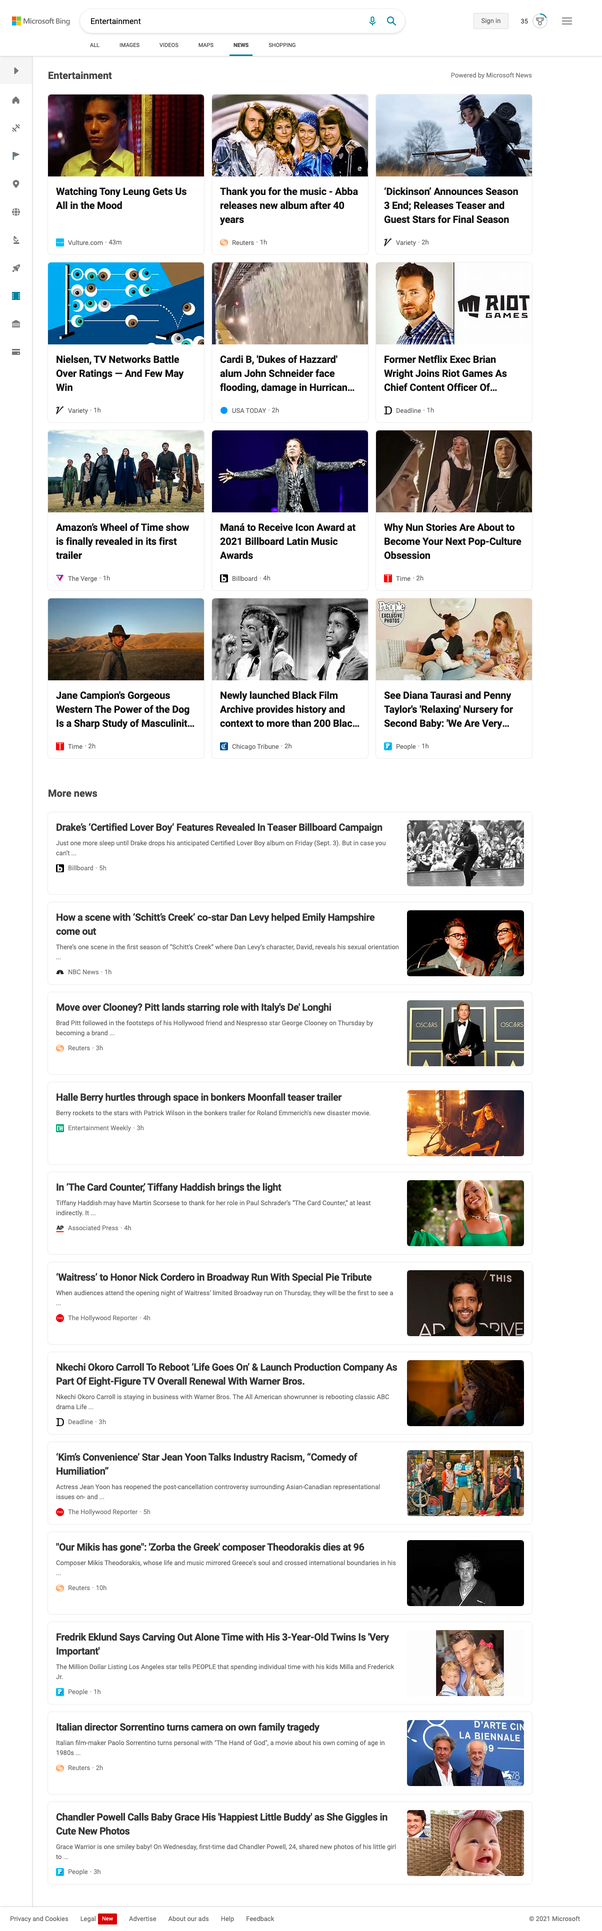 Microsoft Bing
Entertainment
Sign in
35
ALL
IMAGES
VIDEOS
MAPS
NEWS
SHOPPING
Entertainment
Powered by Microsoft News
Watching Tony Leung Gets Us
All in the Mood
Vulture.com · 43m
Thank you for the music - Abba
releases new album after 40
years
Reuters · 1h
‘Dickinson’ Announces Season
3 End; Releases Teaser and
Guest Stars for Final Season
Variety · 2h
RIOT
GAMES
Nielsen, TV Networks Battle
Over Ratings — And Few May
Win
Variety · 1h
Cardi B, 'Dukes of Hazzard'
alum John Schneider face
flooding, damage in Hurrican...
USA TODAY · 2h
Former Netflix Exec Brian
Wright Joins Riot Games As
Chief Content Officer Of...
Deadline · 1h
Amazon’s Wheel of Time show
is finally revealed in its first
trailer
The Verge · 1h
Maná to Receive Icon Award at
2021 Billboard Latin Music
Awards
Billboard · 4h
Why Nun Stories Are About to
Become Your Next Pop-Culture
Obsession
Time · 2h
People
EXCLUSIVE
PHOTOS
Jane Campion's Gorgeous
Western The Power of the Dog
Is a Sharp Study of Masculinit...
Time · 2h
Newly launched Black Film
Archive provides history and
context to more than 200 Blac...
Chicago Tribune · 2h
See Diana Taurasi and Penny
Taylor's 'Relaxing' Nursery for
Second Baby: 'We Are Very...
People · 1h
More news
Drake’s ‘Certified Lover Boy’ Features Revealed In Teaser Billboard Campaign
Just one more sleep until Drake drops his anticipated Certified Lover Boy album on Friday (Sept. 3). But in case you
can't ...
Billboard · 5h
How a scene with ‘Schitt’s Creek’ co-star Dan Levy helped Emily Hampshire
come out
There’s one scene in the first season of “Schitt’s Creek” where Dan Levy’s character, David, reveals his sexual orientation
...
NBC News · 1h
Move over Clooney? Pitt lands starring role with Italy's De' Longhi
Brad Pitt followed in the footsteps of his Hollywood friend and Nespresso star George Clooney on Thursday by
becoming a brand ...
Reuters · 3h
OSCARS
OSCARS
Halle Berry hurtles through space in bonkers Moonfall teaser trailer
Berry rockets to the stars with Patrick Wilson in the bonkers trailer for Roland Emmerich's new disaster movie.
Entertainment Weekly · 3h
In ‘The Card Counter,’ Tiffany Haddish brings the light
Tiffany Haddish may have Martin Scorsese to thank for her role in Paul Schrader’s “The Card Counter,” at least
indirectly. It ...
AP
Associated Press · 4h
‘Waitress’ to Honor Nick Cordero in Broadway Run With Special Pie Tribute
When audiences attend the opening night of Waitress’ limited Broadway run on Thursday, they will be the first to see a
...
The Hollywood Reporter · 4h
THIS
AD DRIVE
Nkechi Okoro Carroll To Reboot ‘Life Goes On’ & Launch Production Company As
Part Of Eight-Figure TV Overall Renewal With Warner Bros.
Nkechi Okoro Carroll is staying in business with Warner Bros. The All American showrunner is rebooting classic ABC
drama Life ...
Deadline · 3h
‘Kim’s Convenience’ Star Jean Yoon Talks Industry Racism, “Comedy of
Humiliation”
Actress Jean Yoon has reopened the post-cancellation controversy surrounding Asian-Canadian representational
issues on- and ...
The Hollywood Reporter · 5h
"Our Mikis has gone": 'Zorba the Greek' composer Theodorakis dies at 96
Composer Mikis Theodorakis, whose life and music mirrored Greece's soul and crossed international boundaries in his
...
Reuters · 10h
Fredrik Eklund Says Carving Out Alone Time with His 3-Year-Old Twins Is 'Very
Important'
The Million Dollar Listing Los Angeles star tells PEOPLE that spending individual time with his kids Milla and Frederick
Jr.
People · 1h
Italian director Sorrentino turns camera on own family tragedy
Italian film-maker Paolo Sorrentino turns personal with "The Hand of God", a movie about his own coming of age in
1980s ...
Reuters · 2h
D'ARTE CIN
LA BIENNALE
78
Chandler Powell Calls Baby Grace His 'Happiest Little Buddy' as She Giggles in
Cute New Photos
Grace Warrior is one smiley baby! On Wednesday, first-time dad Chandler Powell, 24, shared new photos of his little girl
to ...
People · 3h
Privacy and Cookies
Legal
New
Advertise
About our ads
Help
Feedback
© 2021 Microsoft